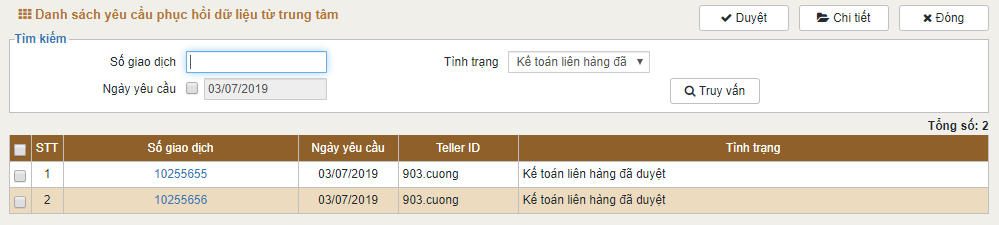 Danh sách yêu cầu phục hồi dữ liệu từ trung tâm
Duyệt Chi tiết Đóng
Tìm kiếm
Số giao dịch Tình trạng Kế toán liên hàng đã
Ngày yêu cầu 03/07/2019 Truy vấn
Tổng số: 2
STT Số giao dịch Ngày yêu cầu Teller ID Tình trạng
1 10255655 03/07/2019 903.cuong Kế toán liên hàng đã duyệt
2 10255656 03/07/2019 903.cuong Kế toán liên hàng đã duyệt